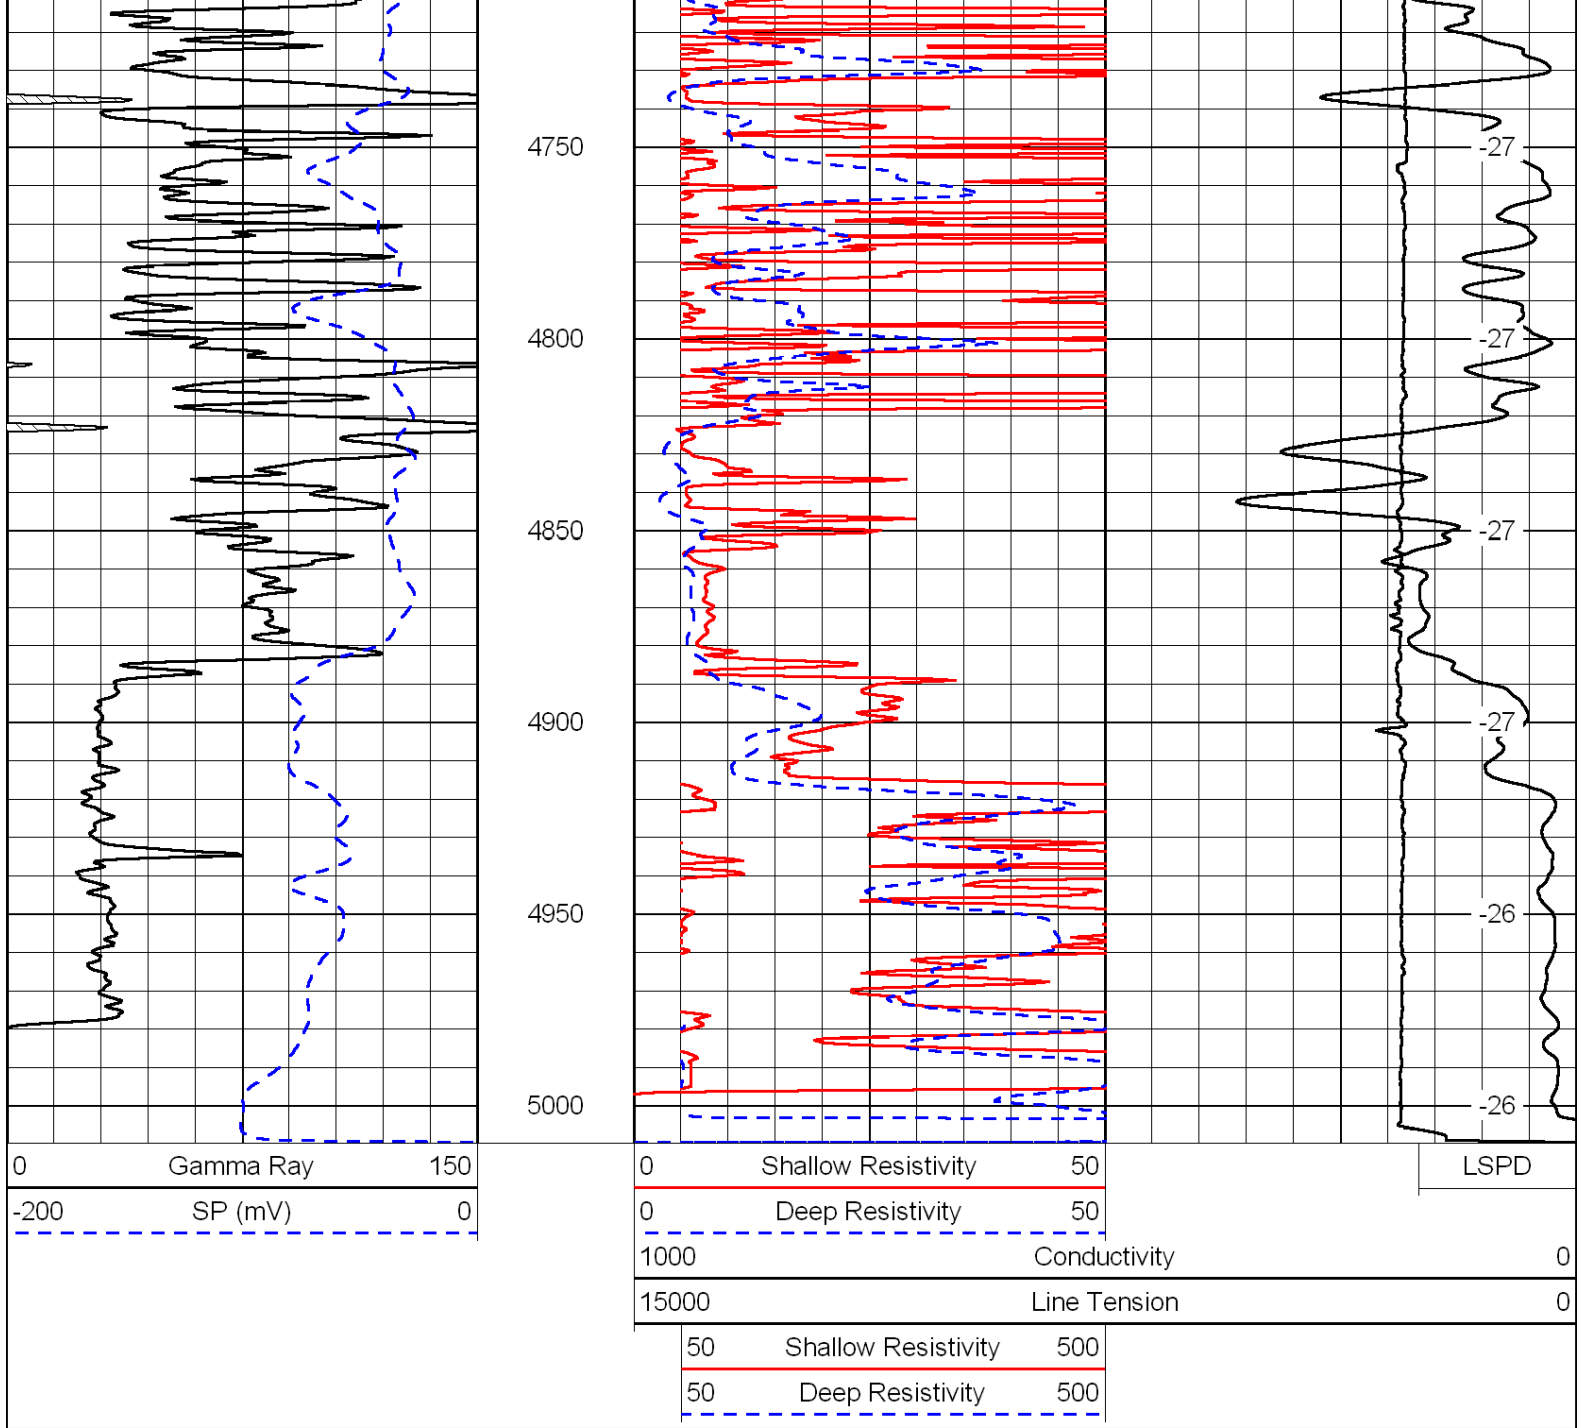 4750
-27
4800
-27
4850
-27
4900
-27
4950
-26
5000
-26
0 Gamma Ray 150
-200 SP (mV) 0
0 Shallow Resistivity 50
0 Deep Resistivity 50
1000 Conductivity 0
15000 Line Tension 0
50 Shallow Resistivity 500
50 Deep Resistivity 500
LSPD